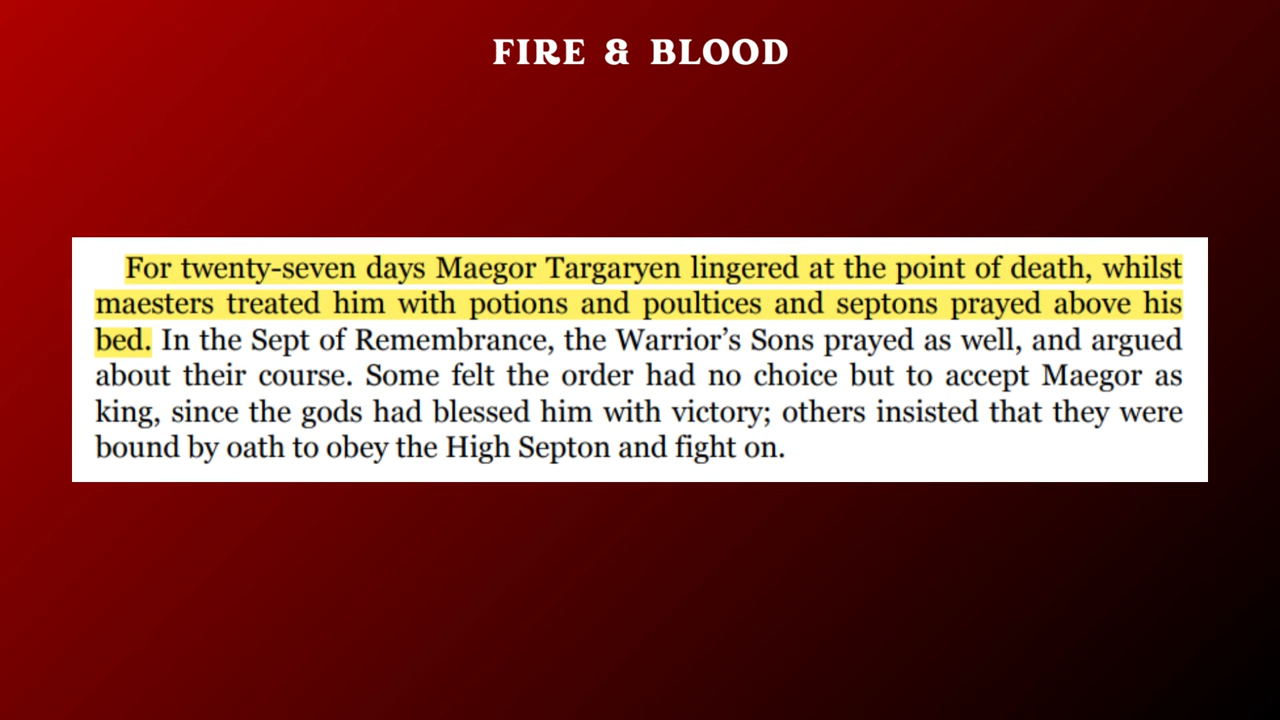 FIRE & BLOOD
For twenty-seven days Maegor Targaryen lingered at the point of death, whilst
maesters treated him with potions and poultices and septons prayed above his
bed. In the Sept of Remembrance, the Warrior’s Sons prayed as well, and argued
about their course. Some felt the order had no choice but to accept Maegor as
king, since the gods had blessed him with victory; others insisted that they were
bound by oath to obey the High Septon and fight on.